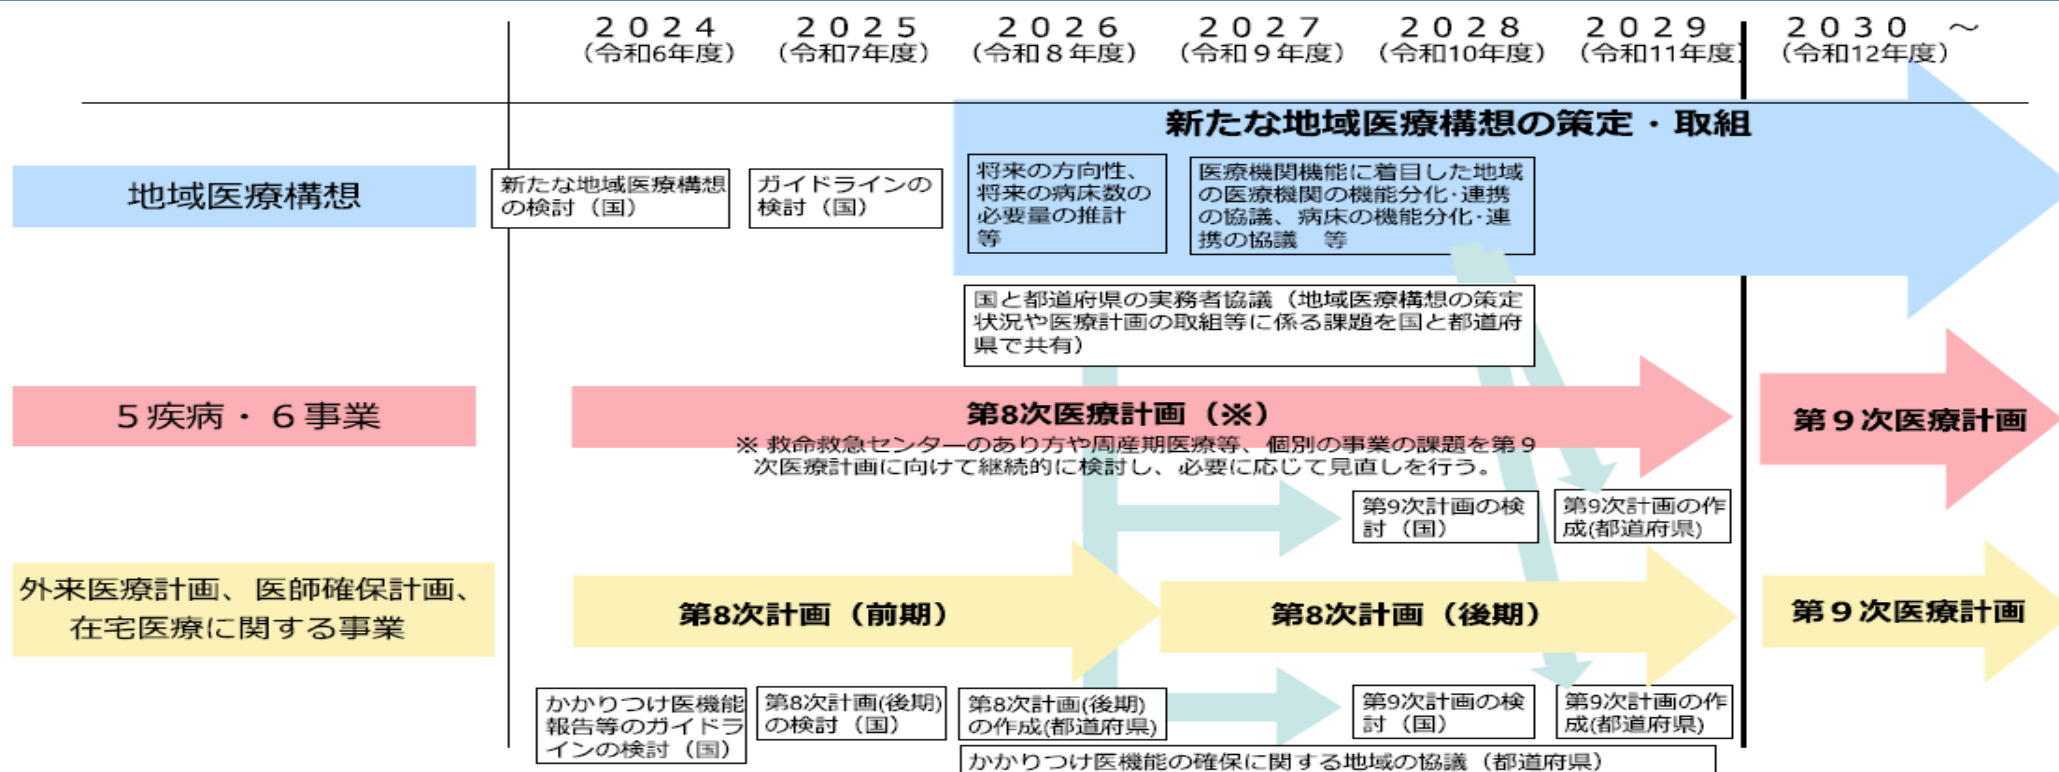 ２０２４ ２０２５ ２０２６ ２０２７ ２０２８ ２０２９ ２０３０ ～
（令和6年度） （令和7年度） （令和８年度） （令和９年度） （令和10年度） （令和11年度） （令和12年度）
新たな地域医療構想の策定・取組
地域医療構想
新たな地域医療構想
の検討（国）
ガイドラインの
検討（国）
将来の方向性、
将来の病床数の
必要量の推計
等
医療機関機能に着目した地域
の医療機関の機能分化･連携
の協議、病床の機能分化･連
携の協議　等
国と都道府県の実務者協議（地域医療構想の策定
状況や医療計画の取組等に係る課題を国と都道府
県で共有）
５疾病・６事業
第8次医療計画（※）
※ 救命救急センターのあり方や周産期医療等、個別の事業の課題を第９
次医療計画に向けて継続的に検討し、必要に応じて見直しを行う。
第９次医療計画
第9次計画の検
討（国）
第9次計画の作
成(都道府県)
外来医療計画、医師確保計画、
在宅医療に関する事業
第8次計画（前期）
第8次計画（後期）
第９次医療計画
かかりつけ医機能
報告等のガイドラ
インの検討（国）
第8次計画(後期)
の検討（国）
第8次計画(後期)
の作成(都道府県)
第9次計画の検
討（国）
第9次計画の作
成(都道府県)
かかりつけ医機能の確保に関する地域の協議（都道府県）